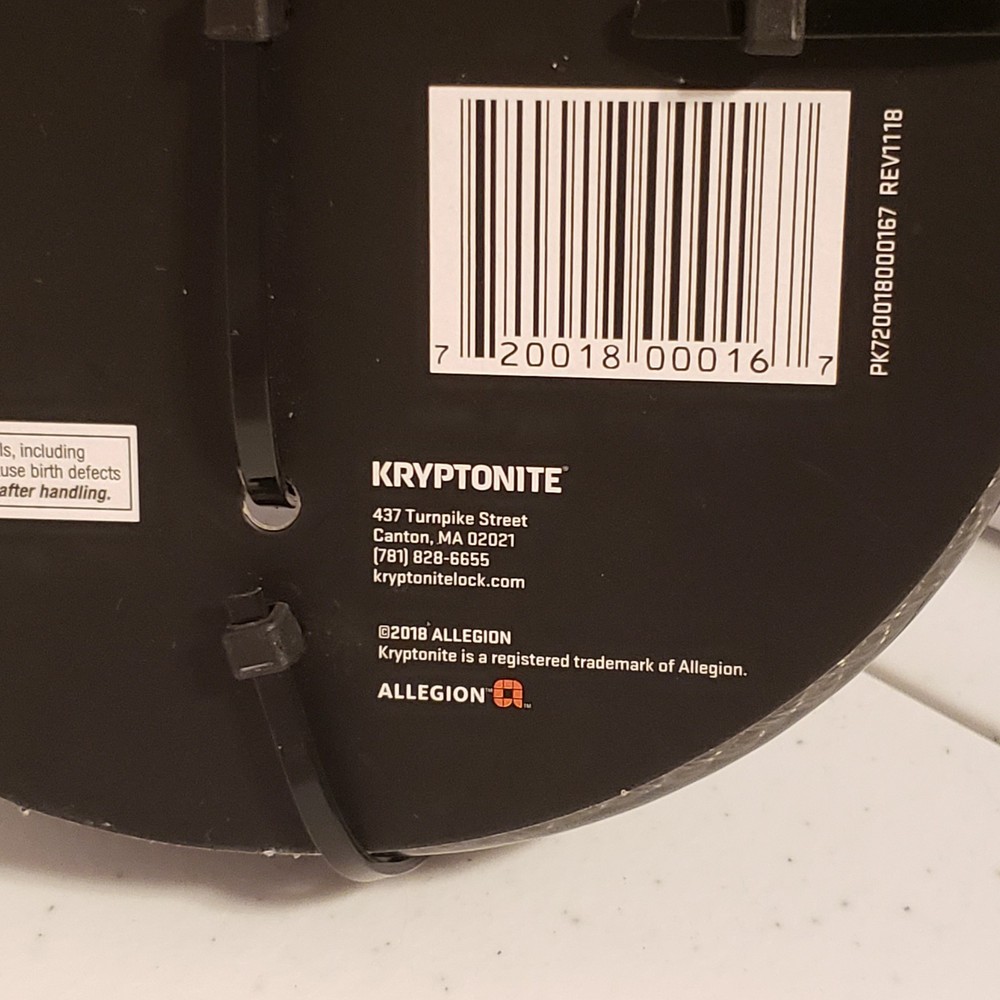 7 20018 00016 7
PK720018000167 REV1118
ls, including
use birth defects
after handling.
KRYPTONITE®
437 Turnpike Street
Canton, MA 02021
(781) 828-6655
kryptonitelock.com
©2018 ALLEGION
Kryptonite is a registered trademark of Allegion.
ALLEGION™